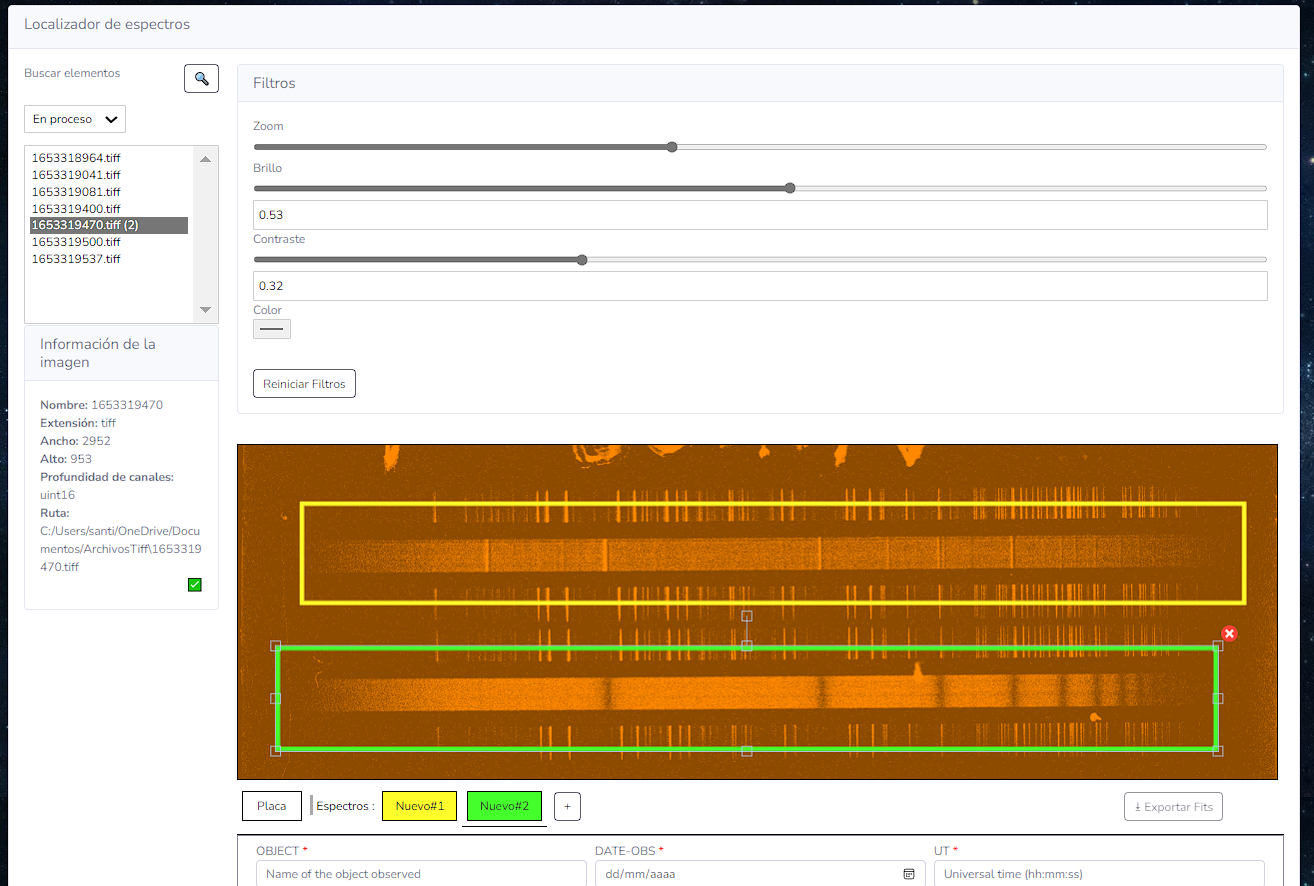 Localizador de espectros
Buscar elementos
En proceso
1653318964.tiff
1653319041.tiff
1653319081.tiff
1653319400.tiff
1653319470.tiff (2)
1653319500.tiff
1653319537.tiff
Información de la
imagen
Nombre: 1653319470
Extensión: tiff
Ancho: 2952
Alto: 953
Profundidad de canales:
uint16
Ruta:
C:/Users/santi/OneDrive/Docu
mentos/ArchivosTiff\1653319
470.tiff
Filtros
Zoom
Brillo
0.53
Contraste
0.32
Color
Reiniciar Filtros
Placa
Espectros :
Nuevo#1
Nuevo#2
+
Exportar Fits
OBJECT *
DATE-OBS *
UT *
Name of the object observed
dd/mm/aaaa
Universal time (hh:mm:ss)